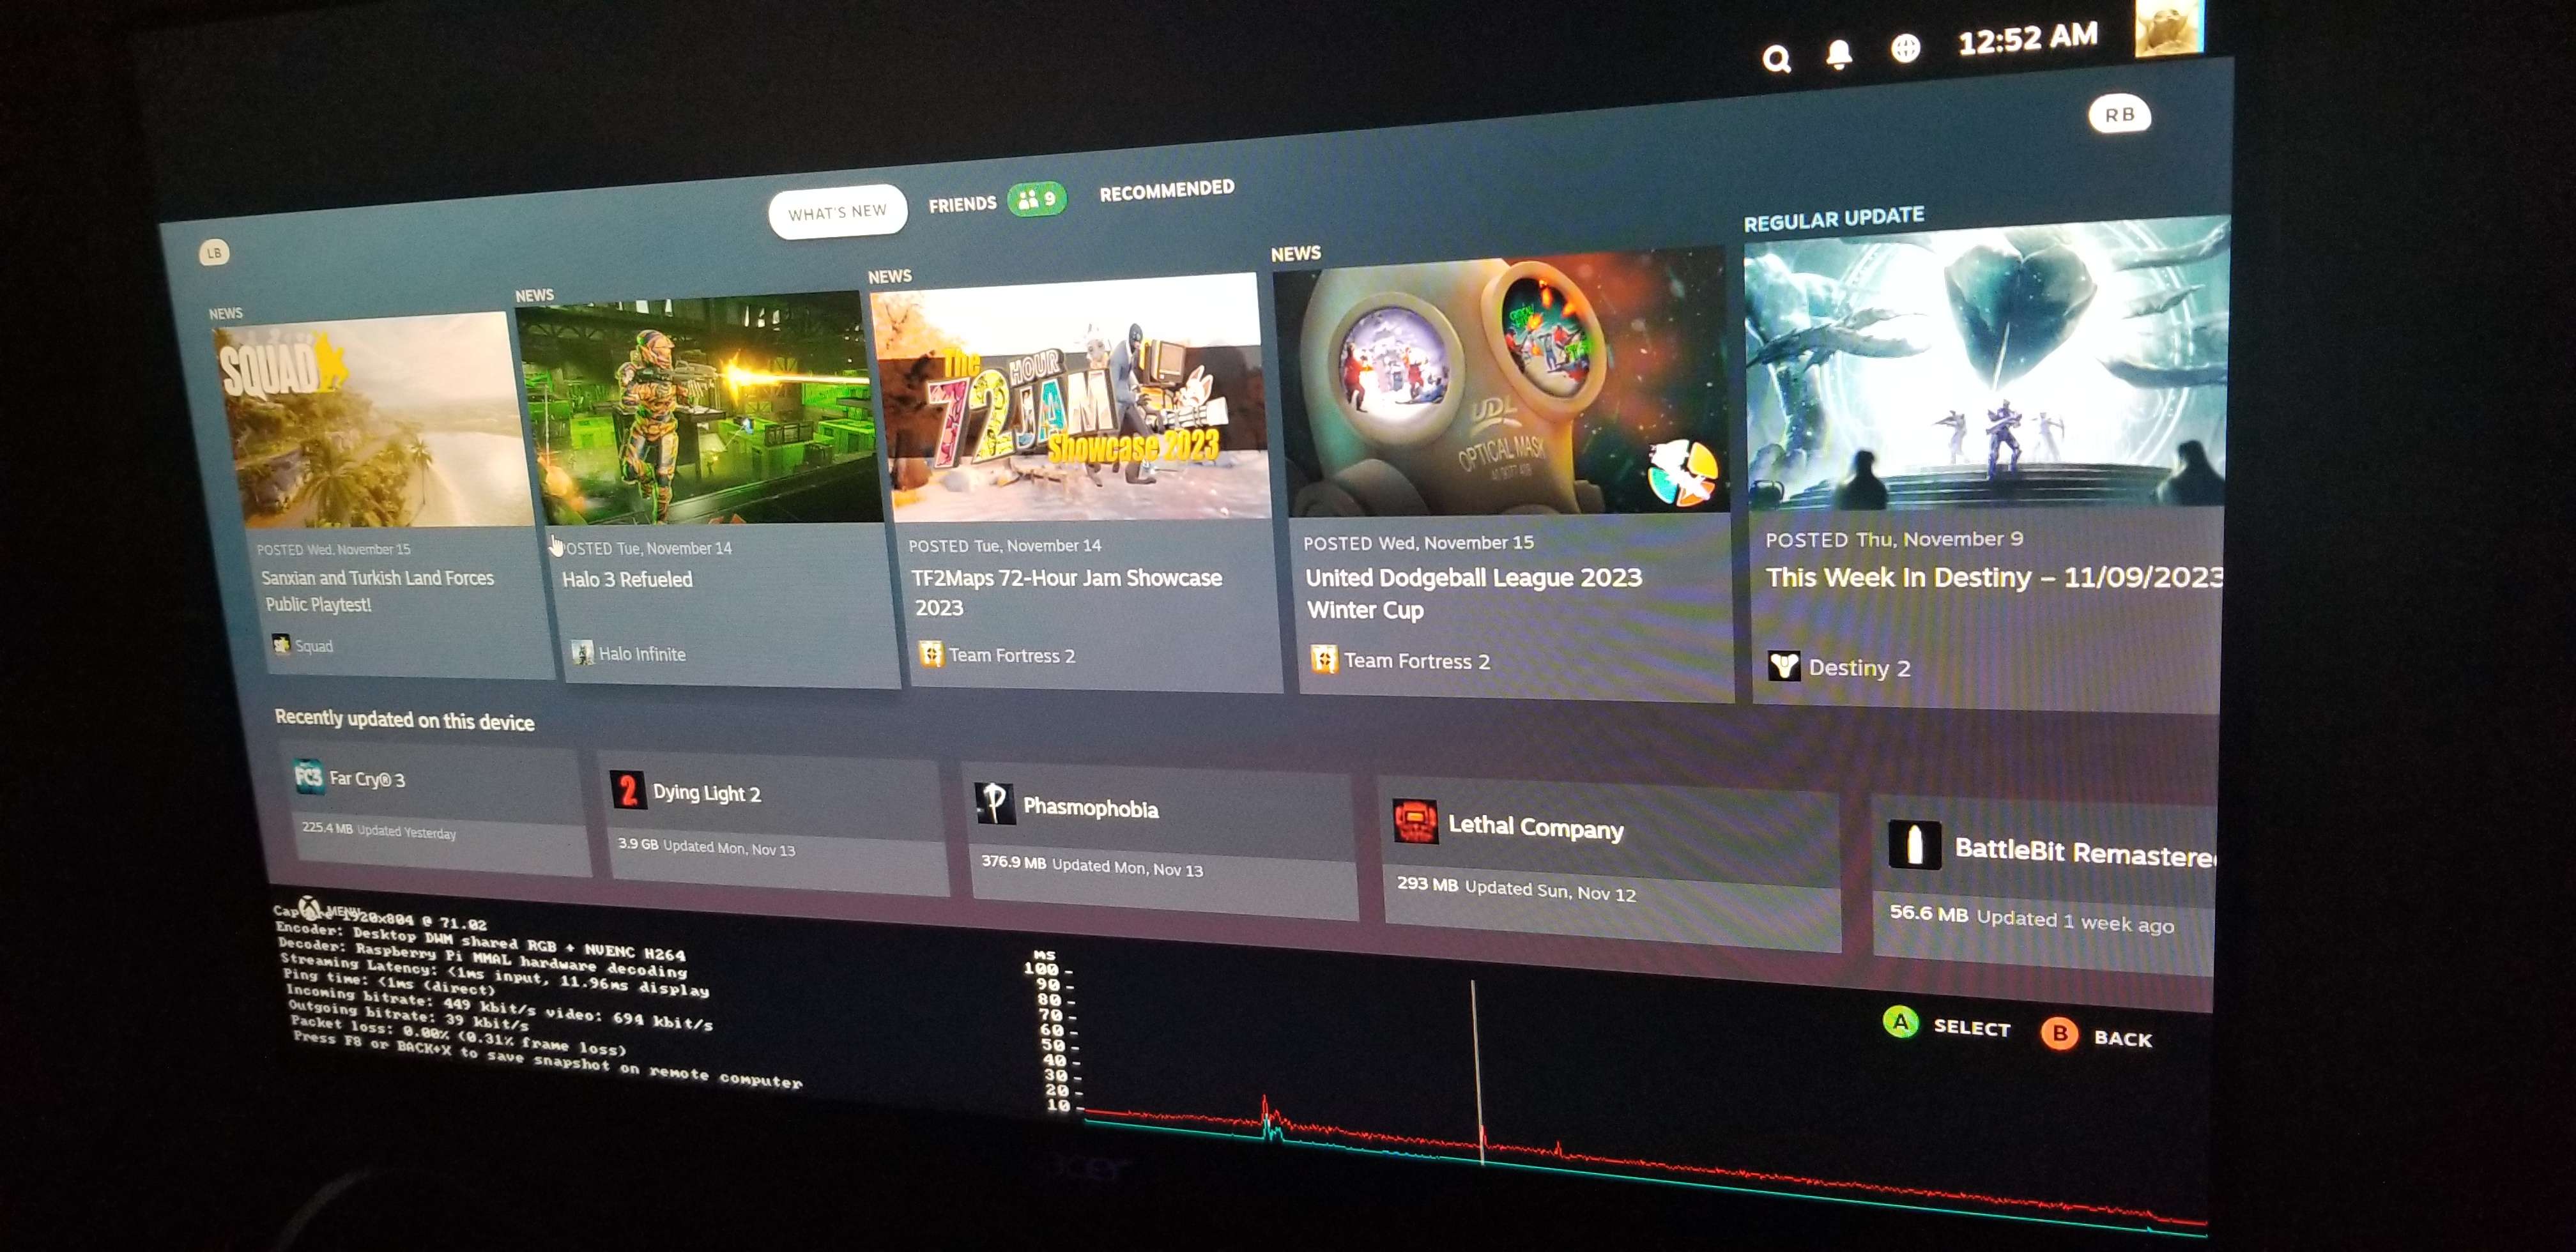 12:52 AM
RB
WHAT'S NEW
FRIENDS 9
RECOMMENDED
LB
NEWS
SQUAD
POSTED Wed, November 15
Sanxian and Turkish Land Forces
Public Playtest!
Squad
NEWS
POSTED Tue, November 14
Halo 3 Refueled
Halo Infinite
NEWS
The
72 HOUR
JAM
Showcase 2023
POSTED Tue, November 14
TF2Maps 72-Hour Jam Showcase
2023
Team Fortress 2
NEWS
UDL
OPTICAL MASK
POSTED Wed, November 15
United Dodgeball League 2023
Winter Cup
Team Fortress 2
REGULAR UPDATE
POSTED Thu, November 9
This Week In Destiny – 11/09/2023
Destiny 2
Recently updated on this device
FC3 Far Cry® 3
225.4 MB Updated Yesterday
2 Dying Light 2
3.9 GB Updated Mon, Nov 13
Phasmophobia
376.9 MB Updated Mon, Nov 13
Lethal Company
293 MB Updated Sun, Nov 12
BattleBit Remastered
56.6 MB Updated 1 week ago
MENU
Capture 1920x804 @ 71.02
Encoder: Desktop DWM shared RGB + NVENC H264
Decoder: Raspberry Pi MMAL hardware decoding
Streaming Latency: <1ms input, 11.96ms display
Ping time: <1ms (direct)
Incoming bitrate: 449 kbit/s video: 694 kbit/s
Outgoing bitrate: 39 kbit/s
Packet loss: 0.00% (0.31% frame loss)
Press F8 or BACK+X to save snapshot on remote computer
ms
100
90
80
70
60
50
40
30
20
10
A SELECT B BACK
acer